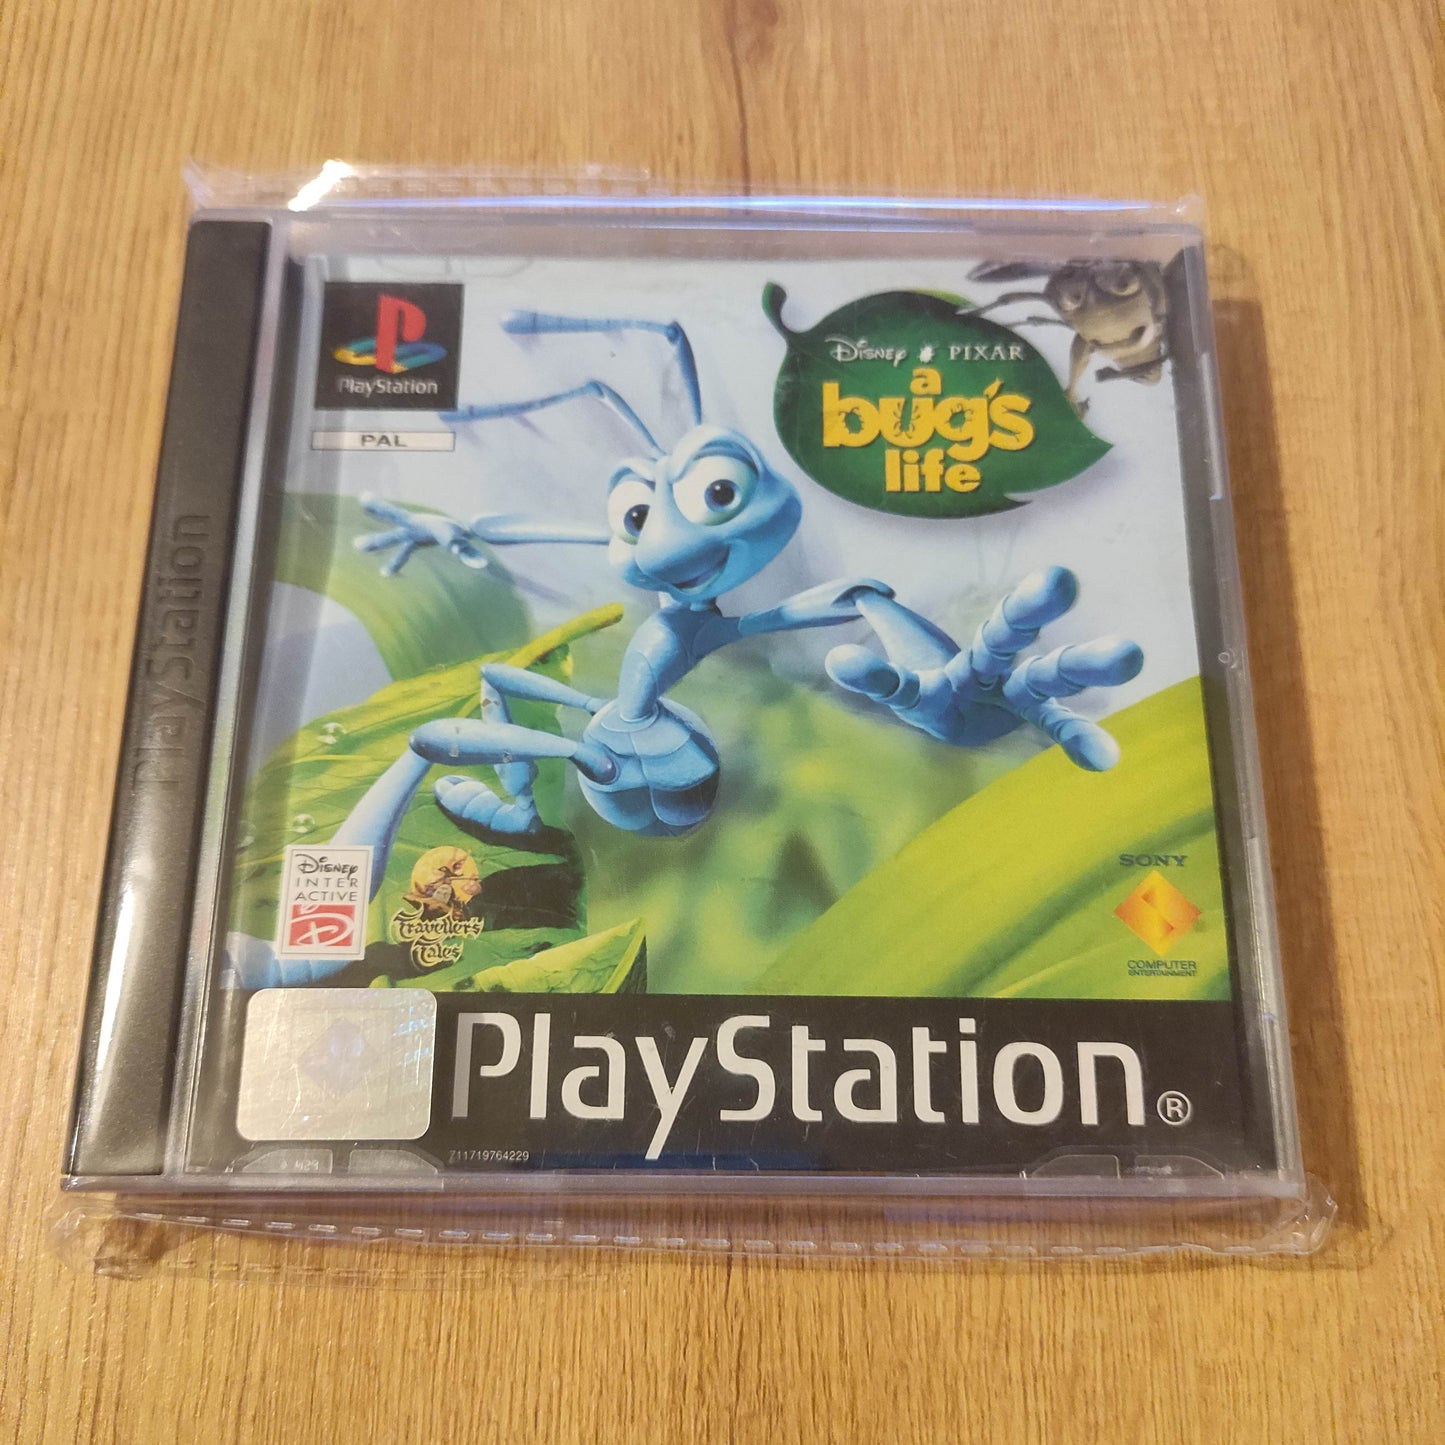 PlayStation
PlayStation
PAL
DISNEY PIXAR
a
bug's
life
DISNEY
INTER
ACTIVE
Traveller's
Tales
SONY
COMPUTER
ENTERTAINMENT
PlayStation®
711719764229